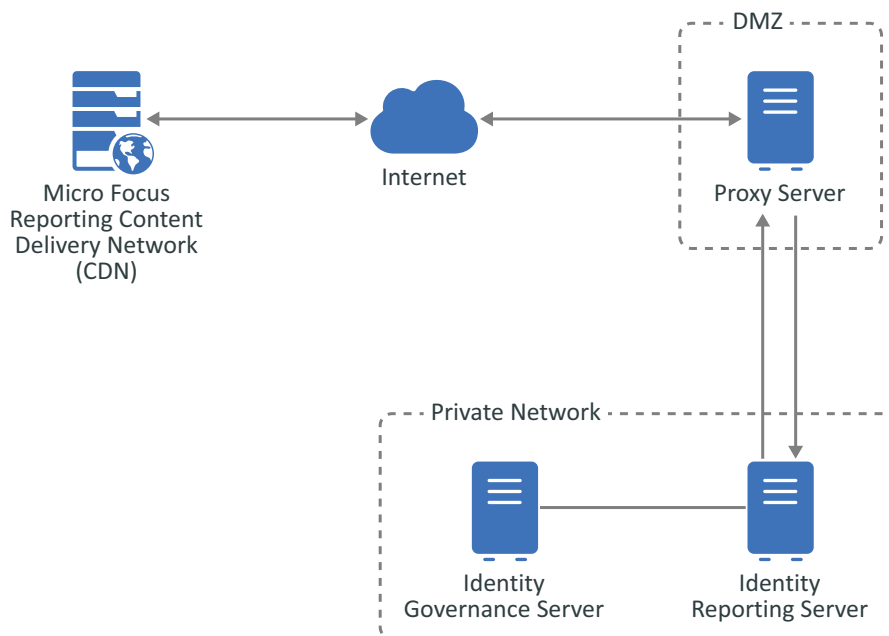 DMZ
Micro Focus
Reporting Content
Delivery Network
(CDN)
Internet
Proxy Server
Private Network
Identity
Governance Server
Identity
Reporting Server